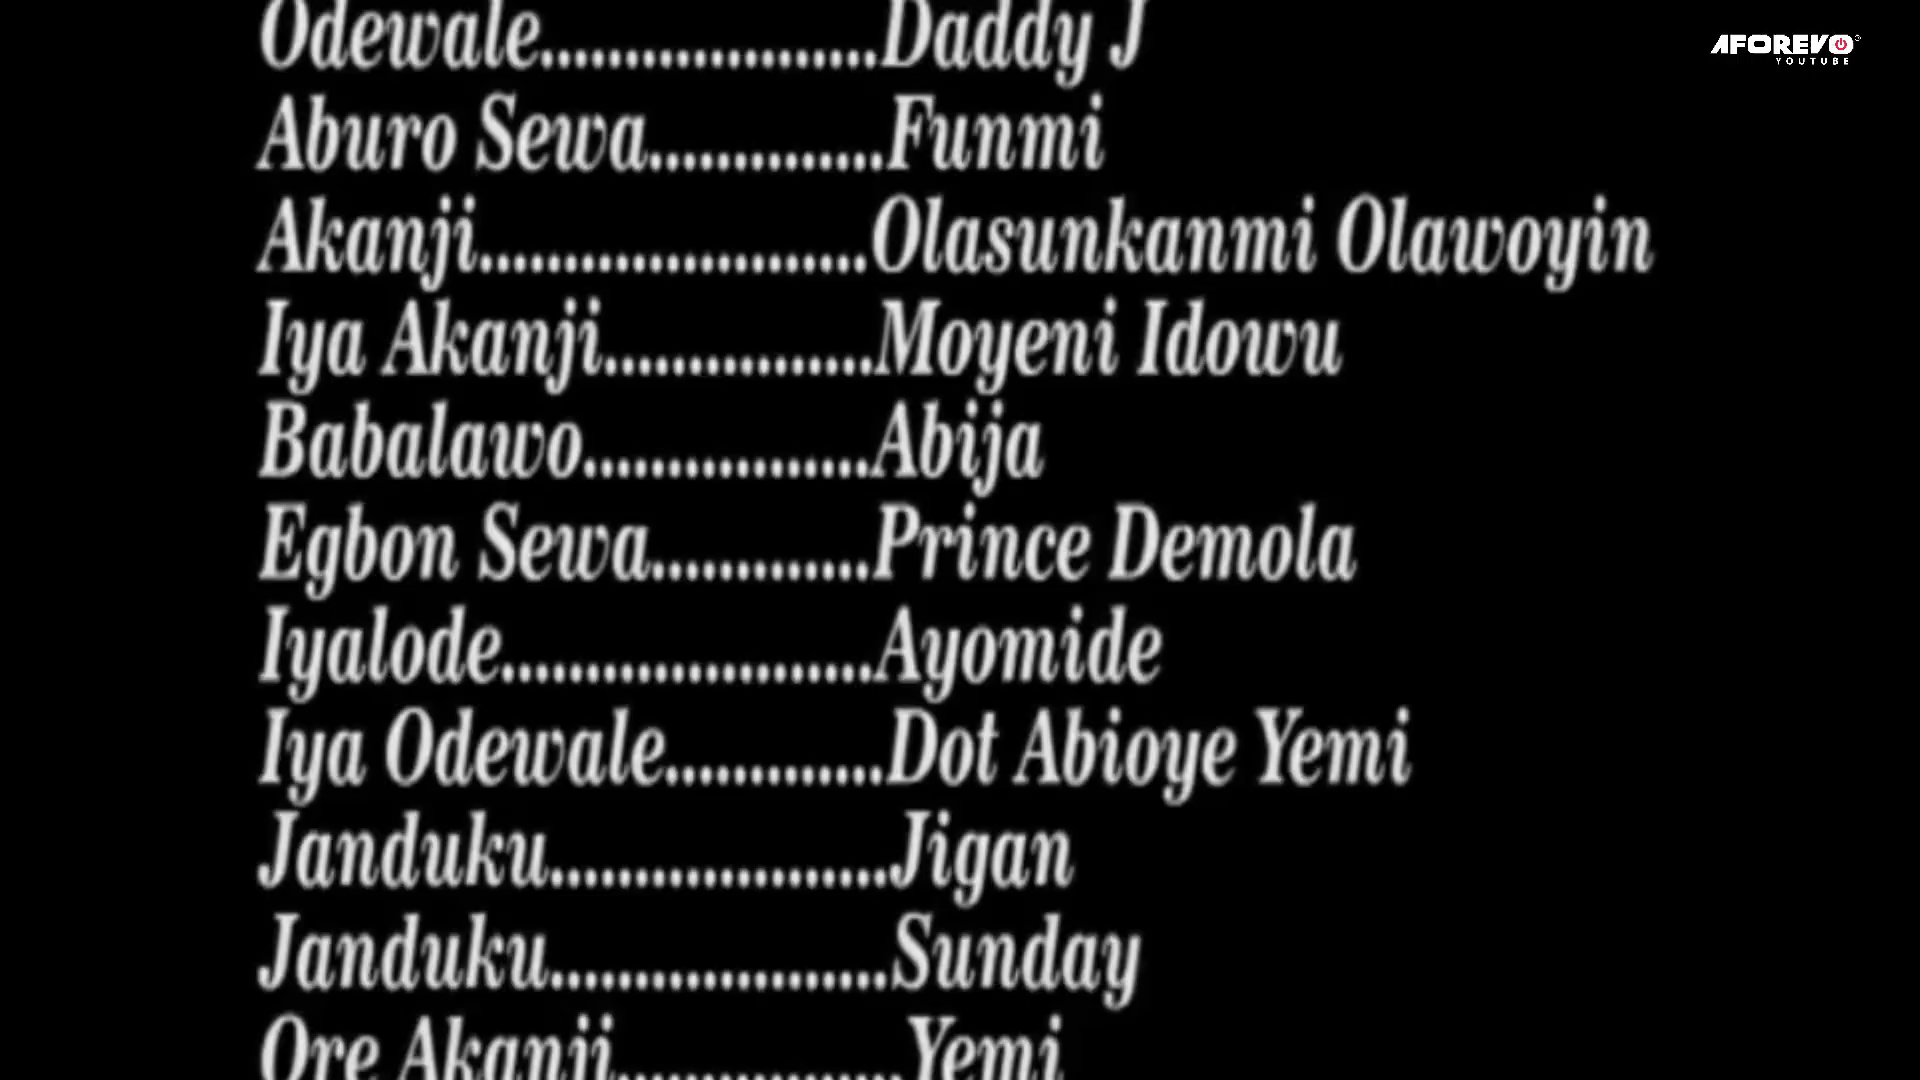 Odewale....................Daddy J
AFOREVO
YOUTUBE
Aburo Sewa..............Funmi
Akanji.......................Olasunkanmi Olawoyin
Iya Akanji................Moyeni Idowu
Babalawo.................Abija
Egbon Sewa.............Prince Demola
Iyalode......................Ayomide
Iya Odewale.............Dot Abioye Yemi
Janduku....................Jigan
Janduku....................Sunday
Ore Akanji.................Yemi